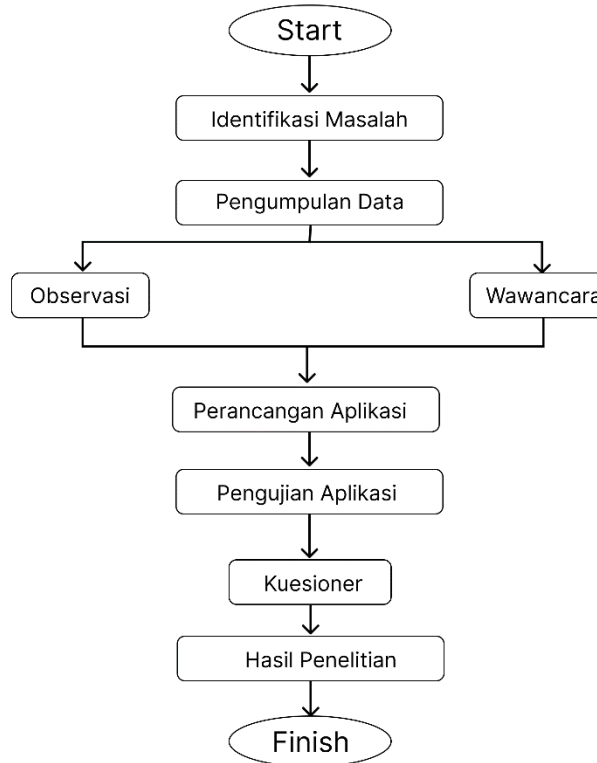 Start
Identifikasi Masalah
Pengumpulan Data
Observasi
Wawancara
Perancangan Aplikasi
Pengujian Aplikasi
Kuesioner
Hasil Penelitian
Finish